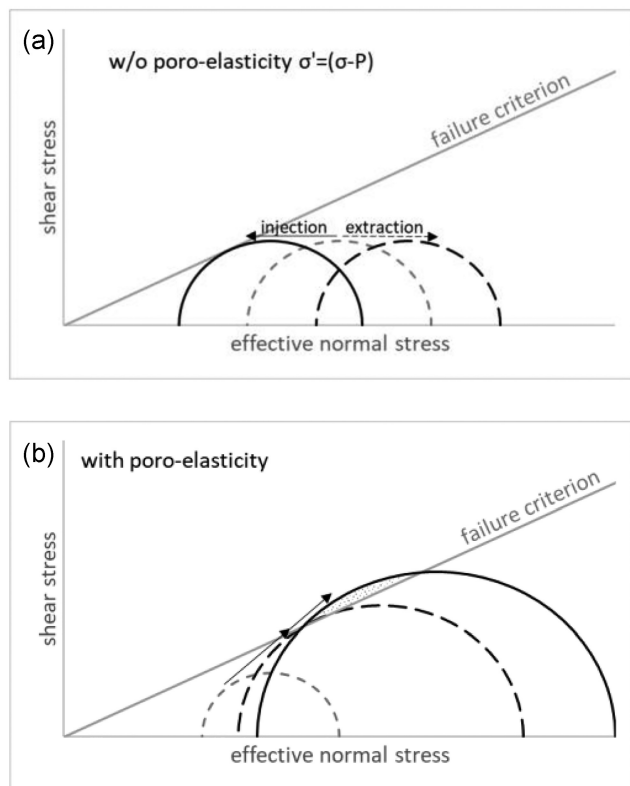 (a)
w/o poro-elasticity σ'=(σ-P)
failure criterion
shear stress
injection extraction
effective normal stress
(b)
with poro-elasticity
failure criterion
shear stress
effective normal stress